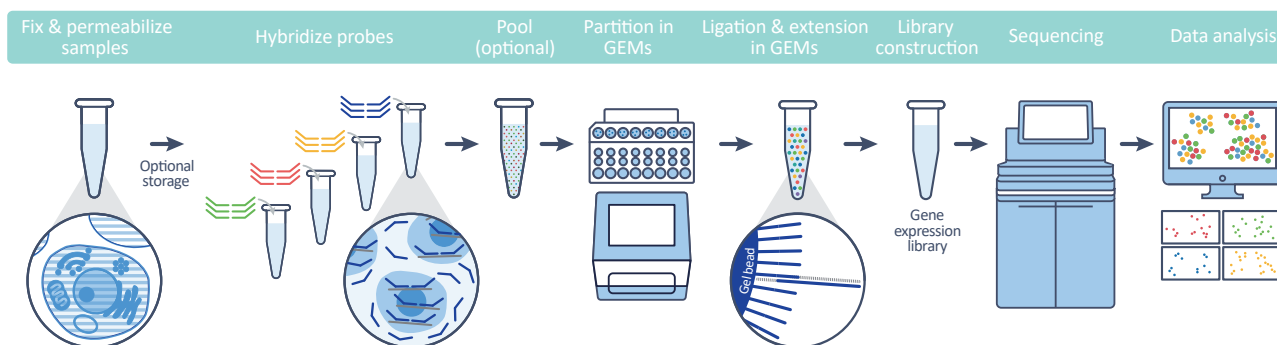 Fix & permeabilize
samples
Hybridize probes
Pool
(optional)
Partition in
GEMs
Ligation & extension
in GEMs
Library
construction
Sequencing
Data analysis
Optional
storage
Gel bead
Gene
expression
library